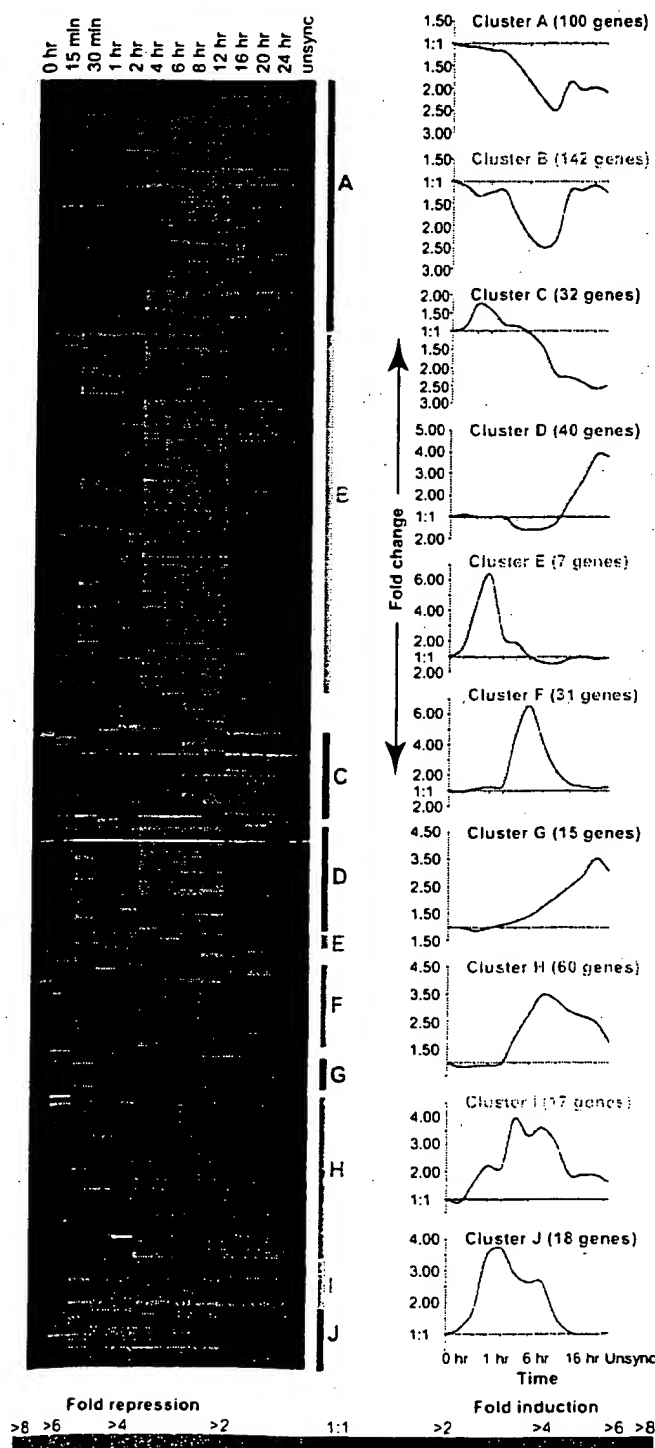 0 hr
15 min
30 min
1 hr
2 hr
4 hr
6 hr
8 hr
12 hr
16 hr
20 hr
24 hr
unsync
A
B
C
D
E
F
G
H
I
J
Fold change
Cluster A (100 genes)
1.50
1:1
1.50
2.00
2.50
3.00
Cluster B (142 genes)
1.50
1:1
1.50
2.00
2.50
3.00
Cluster C (32 genes)
2.00
1.50
1:1
1.50
2.00
2.50
3.00
Cluster D (40 genes)
5.00
4.00
3.00
2.00
1:1
2.00
Cluster E (7 genes)
6.00
4.00
2.00
1:1
2.00
Cluster F (31 genes)
6.00
4.00
2.00
1:1
2.00
Cluster G (15 genes)
4.50
3.50
2.50
1.50
1.50
Cluster H (60 genes)
4.50
3.50
2.50
1.50
Cluster I (17 genes)
4.00
3.00
2.00
1:1
Cluster J (18 genes)
4.00
3.00
2.00
1:1
0 hr 1 hr 6 hr 16 hr Unsync
Time
Fold repression Fold induction
>8 >6 >4 >2 1:1 >2 >4 >6 >8